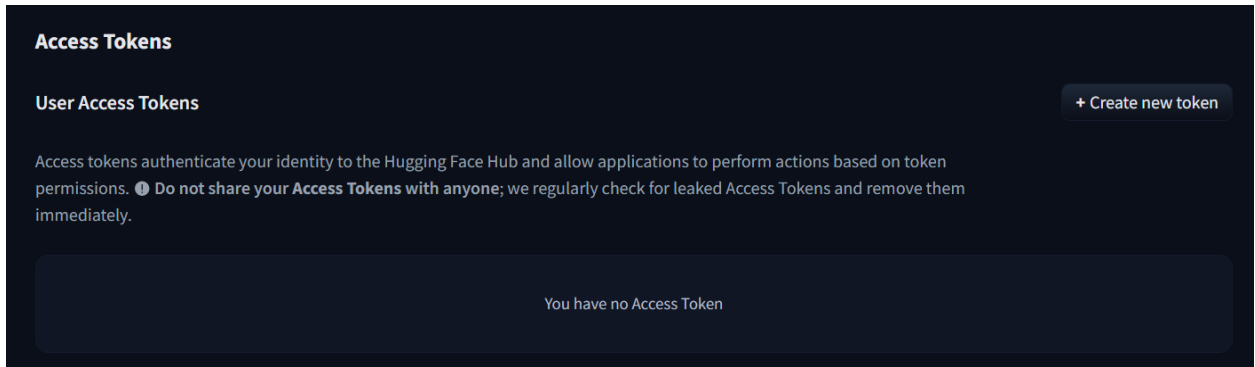 Access Tokens
User Access Tokens
+ Create new token
Access tokens authenticate your identity to the Hugging Face Hub and allow applications to perform actions based on token
permissions. Do not share your Access Tokens with anyone; we regularly check for leaked Access Tokens and remove them
immediately.
You have no Access Token